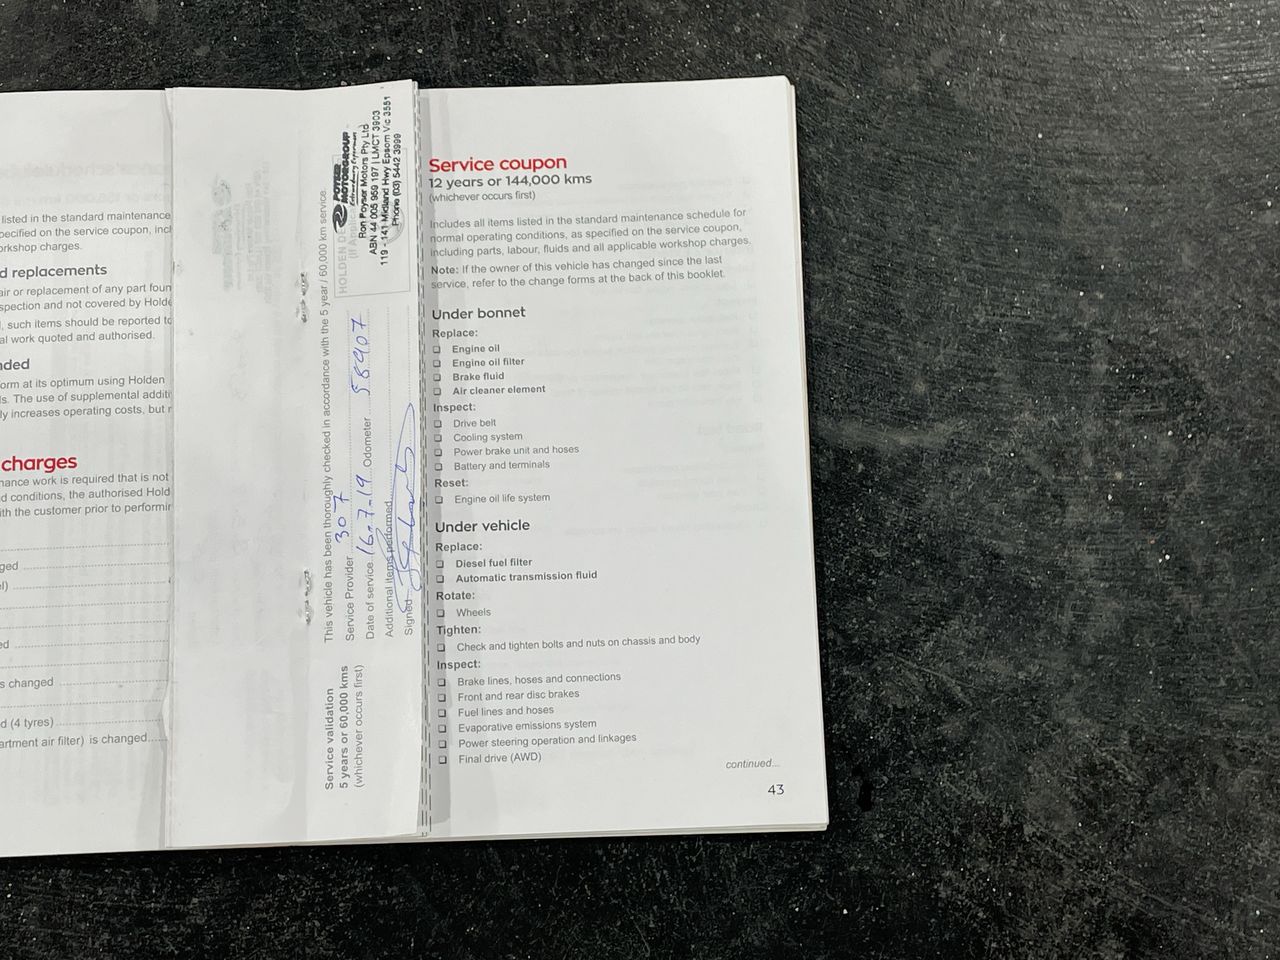 listed in the standard maintenance
pecified on the service coupon, incl
orkshop charges.
d replacements
air or replacement of any part foun
spection and not covered by Holde
, such items should be reported to
al work quoted and authorised.
nded
orm at its optimum using Holden
ls. The use of supplemental additi
ly increases operating costs, but r
charges
nance work is required that is not
d conditions, the authorised Hold
ith the customer prior to performin
ged
l)
ed
s changed
d (4 tyres)
artment air filter) is changed
Service validation
5 years or 60,000 kms
(whichever occurs first)
This vehicle has been thoroughly checked in accordance with the 5 year / 60,000 km service.
Service Provider 307
Date of service 16-7-19 Odometer 58907
Additional items performed
Signed
HOLDEN DE
(If Applica
POYSER
MOTORGROUP
Extraordinary Experiences
Ron Poyser Motors Pty Ltd
ABN 44 005 959 197 | LMCT 3903
119 - 141 Midland Hwy Epsom Vic 3551
Phone (03) 5442 3999
Service coupon
12 years or 144,000 kms
(whichever occurs first)
Includes all items listed in the standard maintenance schedule for
normal operating conditions, as specified on the service coupon,
including parts, labour, fluids and all applicable workshop charges.
Note: If the owner of this vehicle has changed since the last
service, refer to the change forms at the back of this booklet.
Under bonnet
Replace:
Engine oil
Engine oil filter
Brake fluid
Air cleaner element
Inspect:
Drive belt
Cooling system
Power brake unit and hoses
Battery and terminals
Reset:
Engine oil life system
Under vehicle
Replace:
Diesel fuel filter
Automatic transmission fluid
Rotate:
Wheels
Tighten:
Check and tighten bolts and nuts on chassis and body
Inspect:
Brake lines, hoses and connections
Front and rear disc brakes
Fuel lines and hoses
Evaporative emissions system
Power steering operation and linkages
Final drive (AWD)
continued...
43